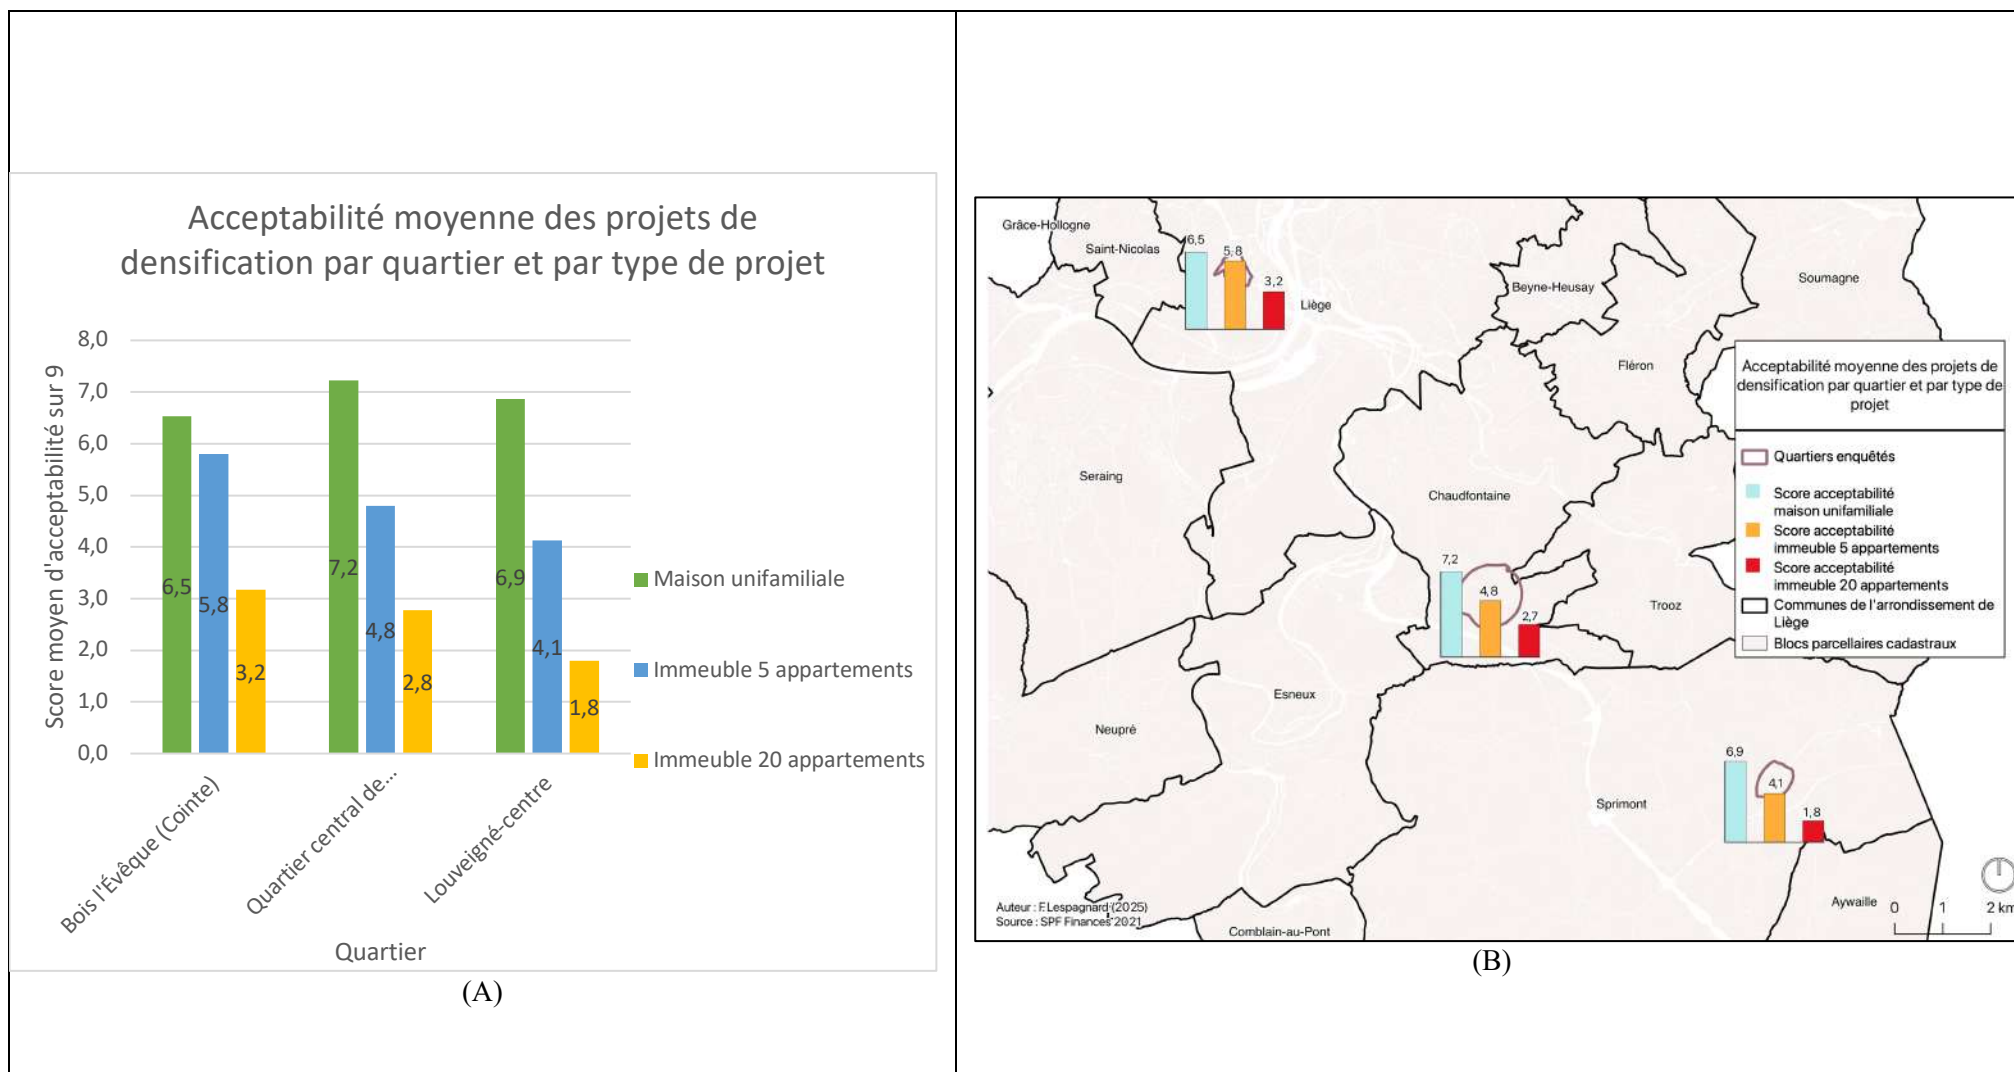 Acceptabilité moyenne des projets de
densification par quartier et par type de projet
Score moyen d'acceptabilité sur 9
8,0
7,0
6,0
5,0
4,0
3,0
2,0
1,0
0,0
6,5
5,8
3,2
7,2
4,8
2,8
6,9
4,1
1,8
Maison unifamiliale
Immeuble 5 appartements
Immeuble 20 appartements
Bois l'Évêque (Cointe)
Quartier central de...
Louveigné-centre
Quartier
(A)
Grâce-Hollogne
Saint-Nicolas
6,5
5,8
3,2
Liège
Beyne-Heusay
Soumagne
Fléron
Seraing
Chaudfontaine
7,2
4,8
2,7
Trooz
Esneux
Neupré
6,9
4,1
1,8
Sprimont
Aywaille
Comblain-au-Pont
Acceptabilité moyenne des projets de
densification par quartier et par type de
projet
Quartiers enquêtés
Score acceptabilité
maison unifamiliale
Score acceptabilité
immeuble 5 appartements
Score acceptabilité
immeuble 20 appartements
Communes de l'arrondissement de
Liège
Blocs parcellaires cadastraux
Auteur : F.Lespagnard (2025)
Source : SPF Finances 2021
0 1 2 km
(B)